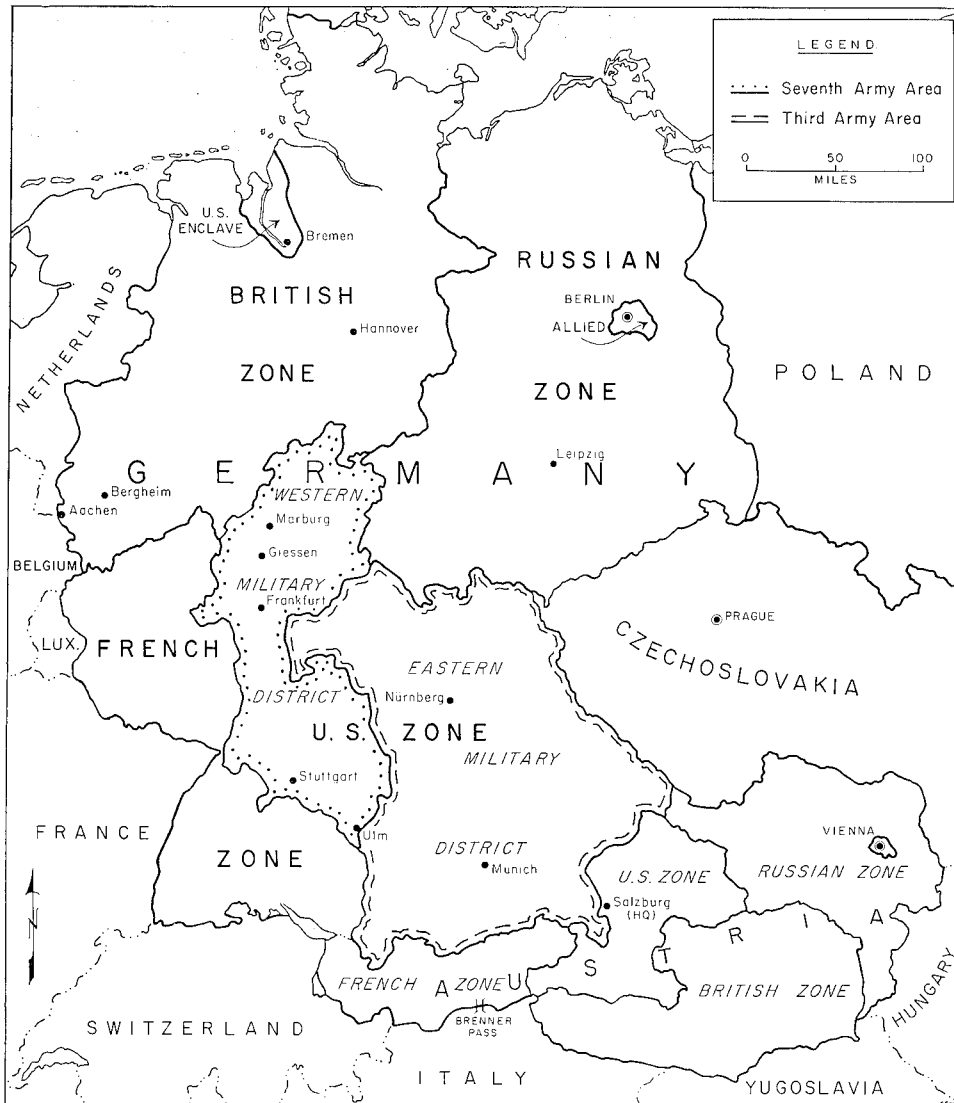 LEGEND
Seventh Army Area
Third Army Area
0 50 100
MILES
U.S.
ENCLAVE
Bremen
RUSSIAN
BRITISH
BERLIN
ALLIED
Hannover
NETHERLANDS
ZONE
POLAND
ZONE
Leipzig
GERMANY
WESTERN
Bergheim
Aachen
Marburg
Giessen
BELGIUM
MILITARY
Frankfurt
PRAGUE
LUX.
FRENCH
CZECHOSLOVAKIA
EASTERN
DISTRICT
Nürnberg
U.S. ZONE
MILITARY
Stuttgart
FRANCE
Ulm
VIENNA
ZONE
DISTRICT
Munich
U.S. ZONE
RUSSIAN ZONE
Salzburg
(HQ)
AUSTRIA
FRENCH ZONE
BRITISH ZONE
HUNGARY
BRENNER
PASS
SWITZERLAND
ITALY
YUGOSLAVIA
N